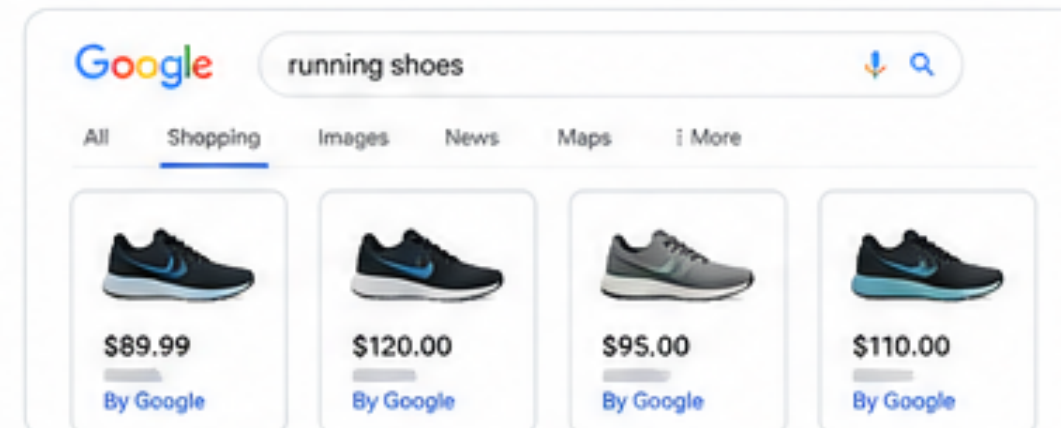 Google running shoes
All Shopping Images News Maps ⋮ More
$89.99 $120.00 $95.00 $110.00
By Google By Google By Google By Google